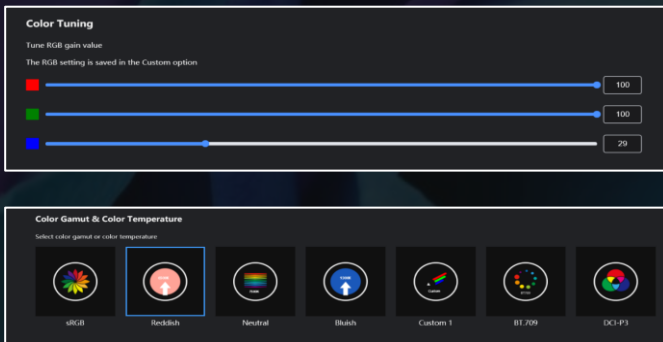 Color Tuning
Tune RGB gain value
The RGB setting is saved in the Custom option
100
100
29
Color Gamut & Color Temperature
Select color gamut or color temperature
sRGB Reddish Neutral Bluish Custom 1 BT.709 DCI-P3